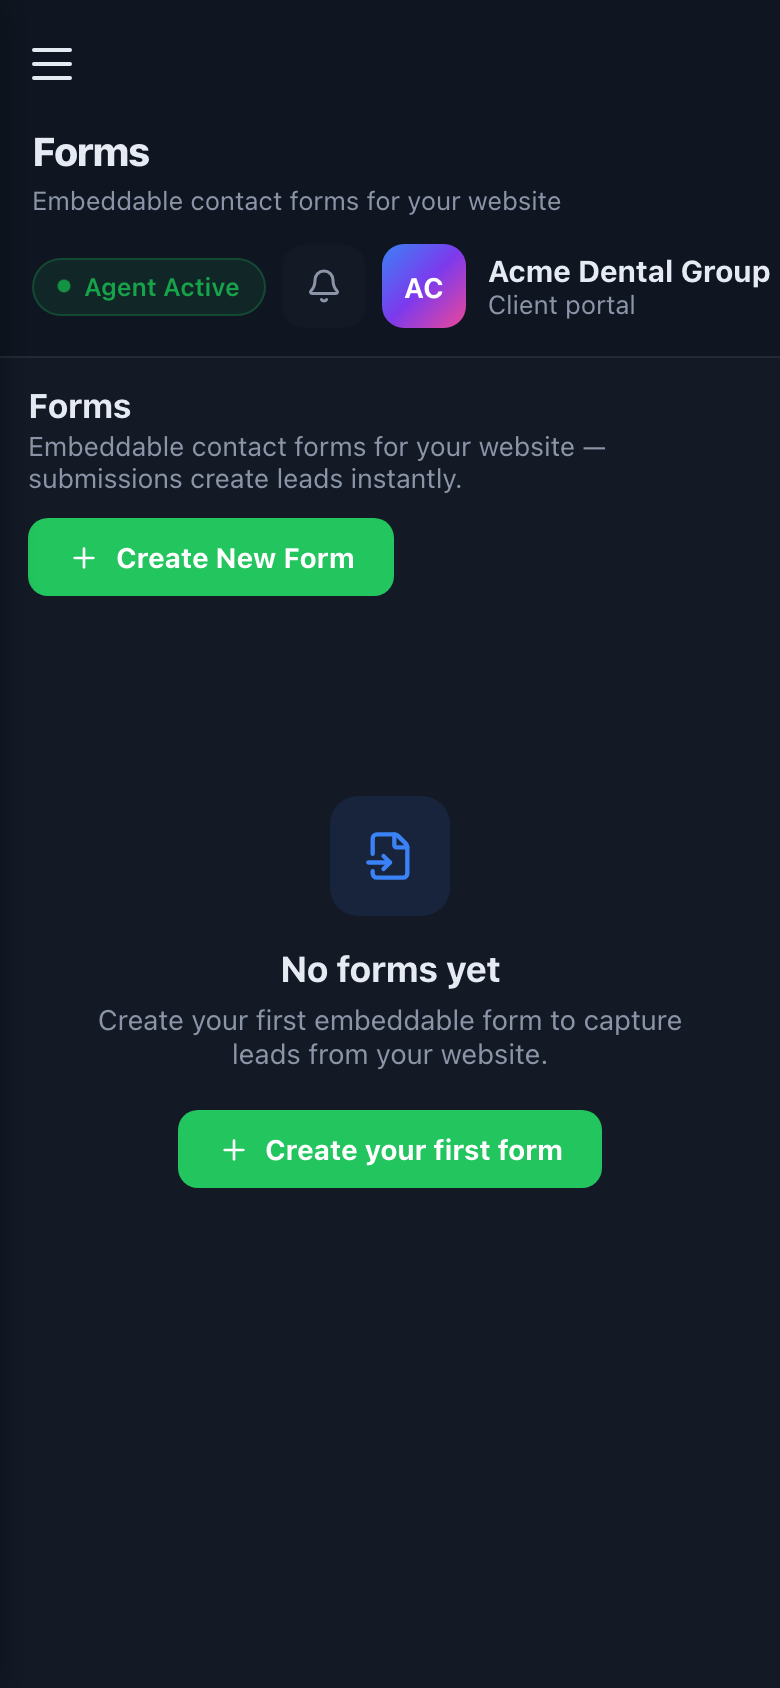 Forms
Embeddable contact forms for your website
Agent Active
AC
Acme Dental Group
Client portal
Forms
Embeddable contact forms for your website —
submissions create leads instantly.
+ Create New Form
No forms yet
Create your first embeddable form to capture
leads from your website.
+ Create your first form